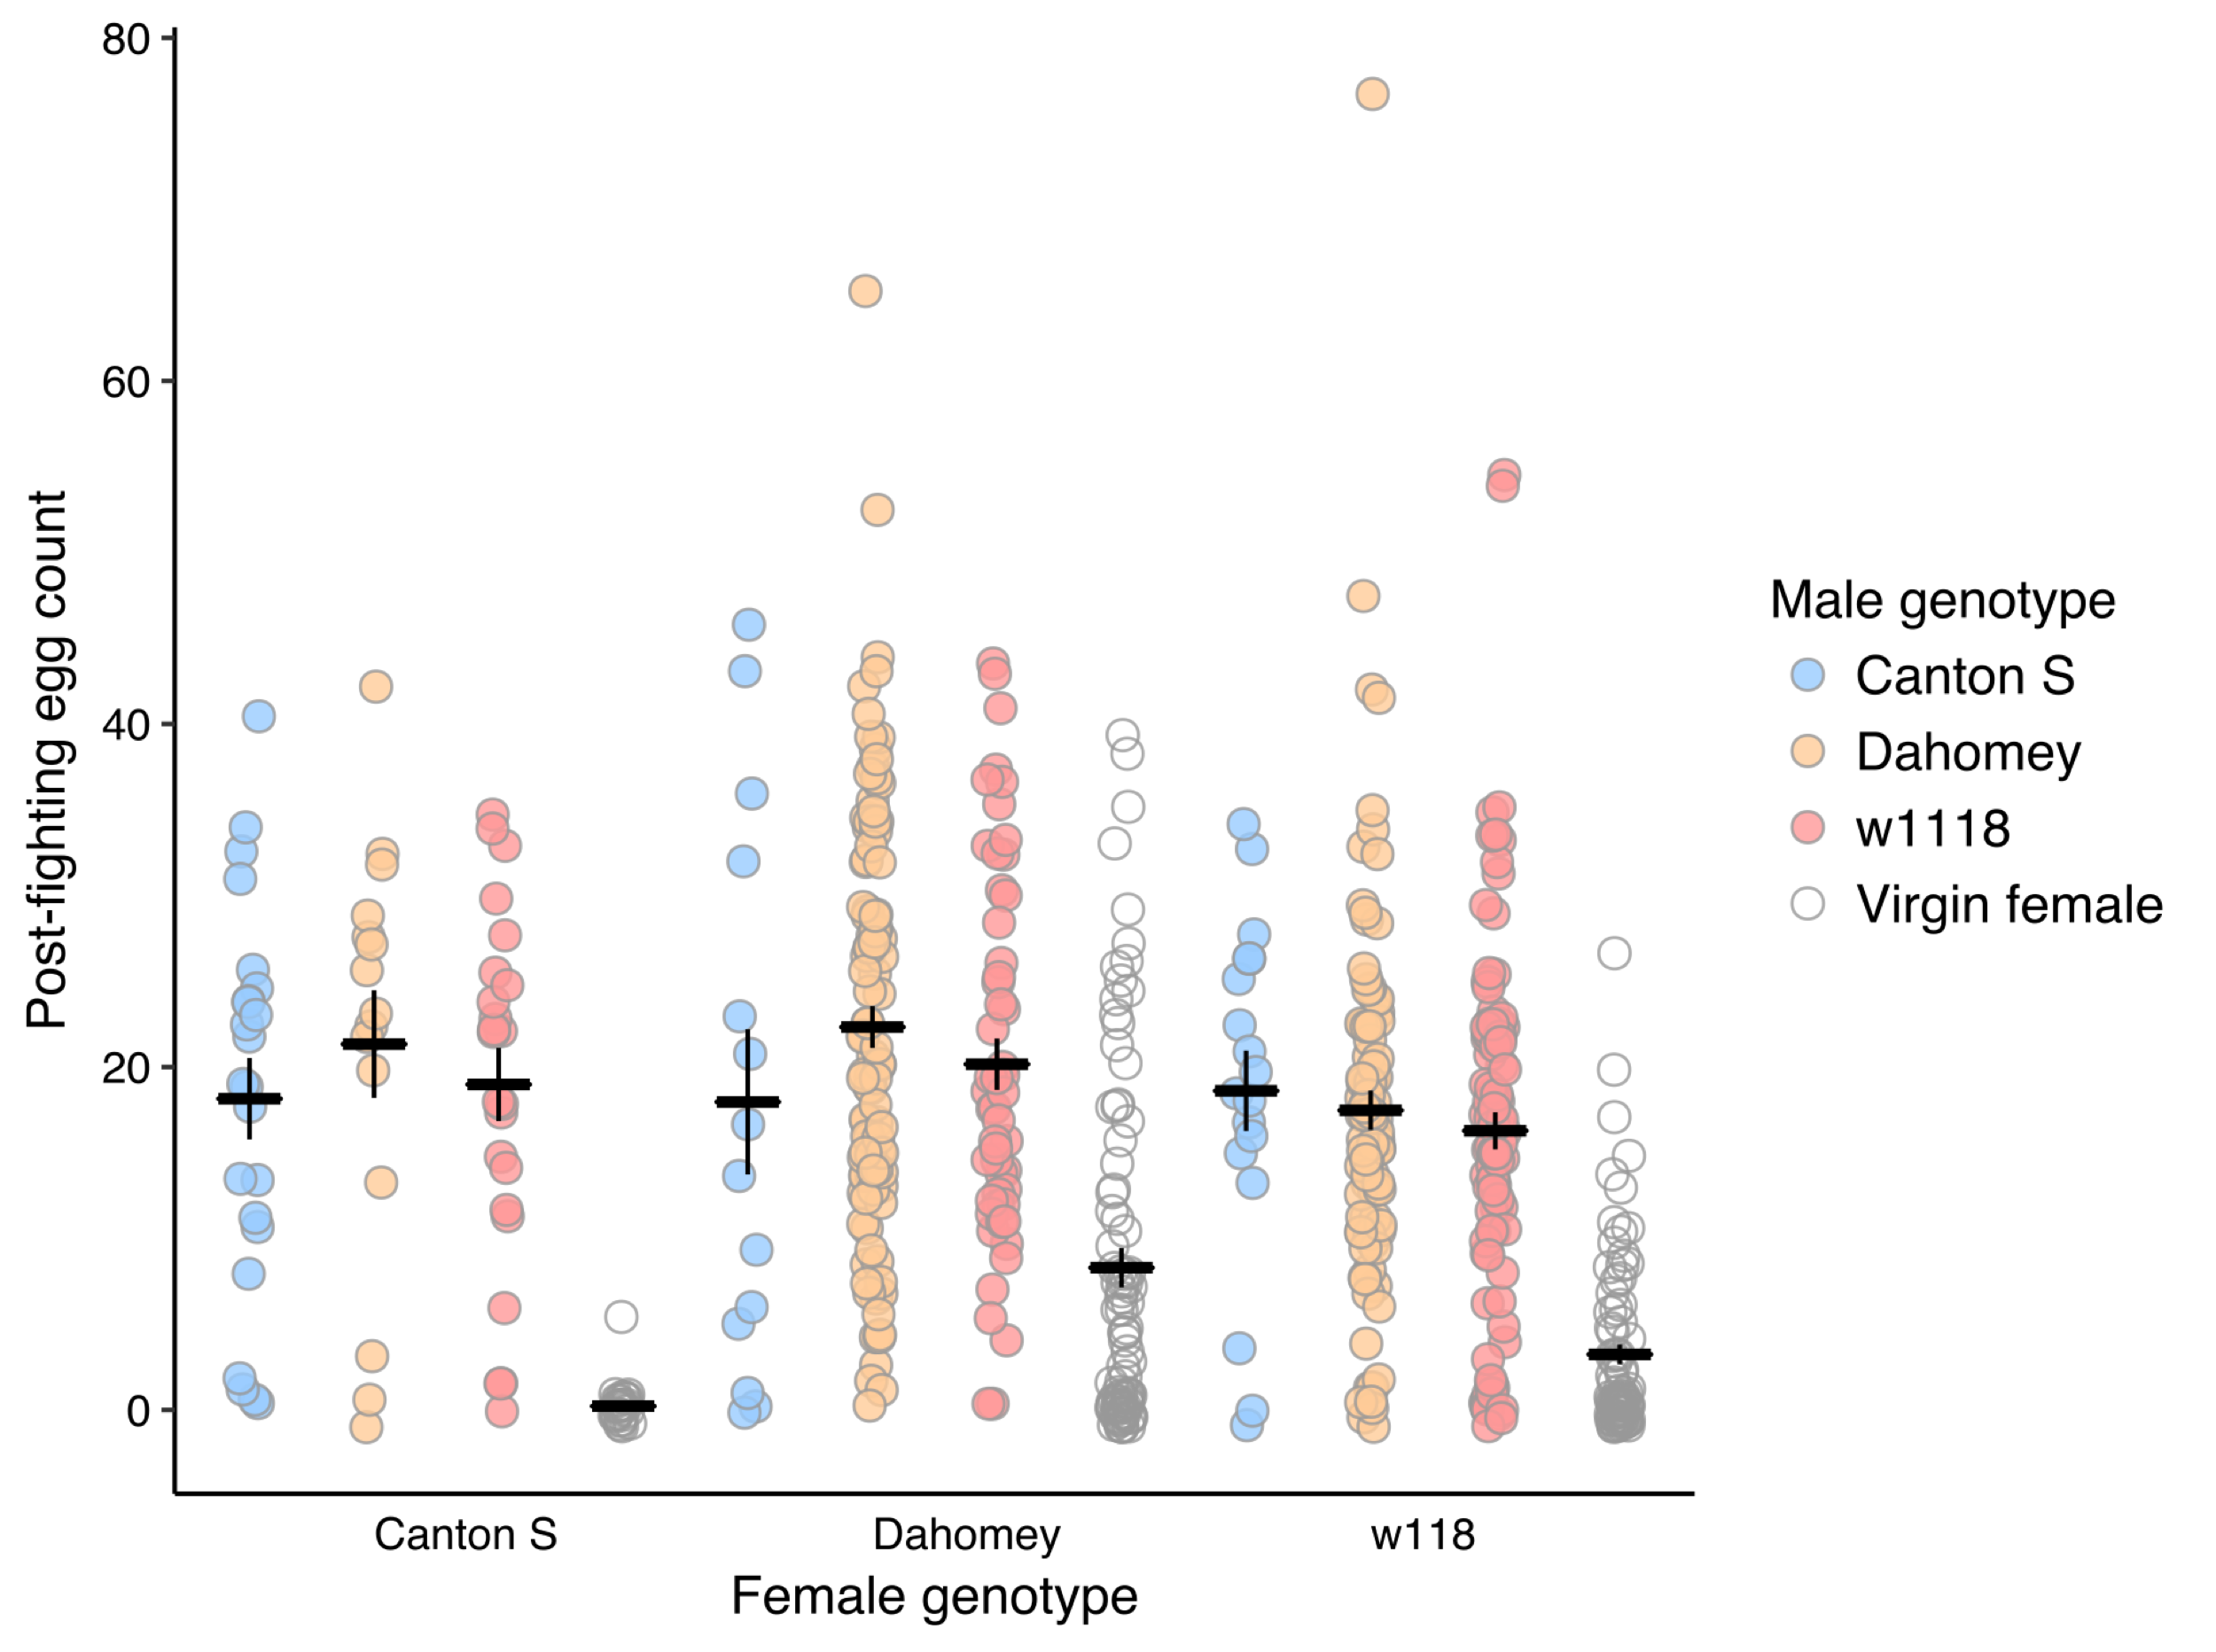 80
60
40
20
0
Post-fighting egg count
Canton S
Dahomey
w118
Female genotype
Male genotype
Canton S
Dahomey
w1118
Virgin female